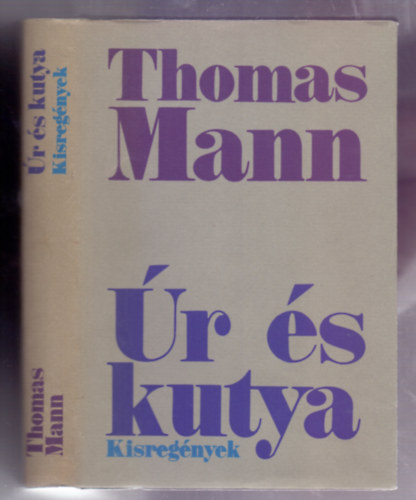 Úr és kutya
Kisregények
Thomas
Mann
Thomas
Mann
Úr és
kutya
Kisregények